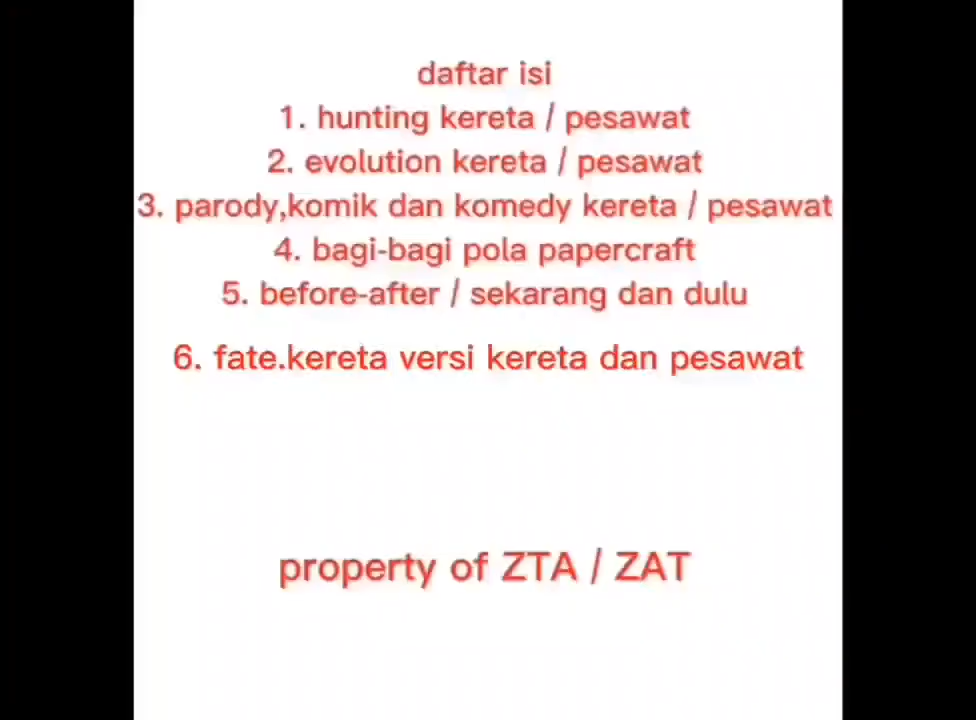 daftar isi
1. hunting kereta / pesawat
2. evolution kereta / pesawat
3. parody,komik dan komedy kereta / pesawat
4. bagi-bagi pola papercraft
5. before-after / sekarang dan dulu
6. fate.kereta versi kereta dan pesawat
property of ZTA / ZAT